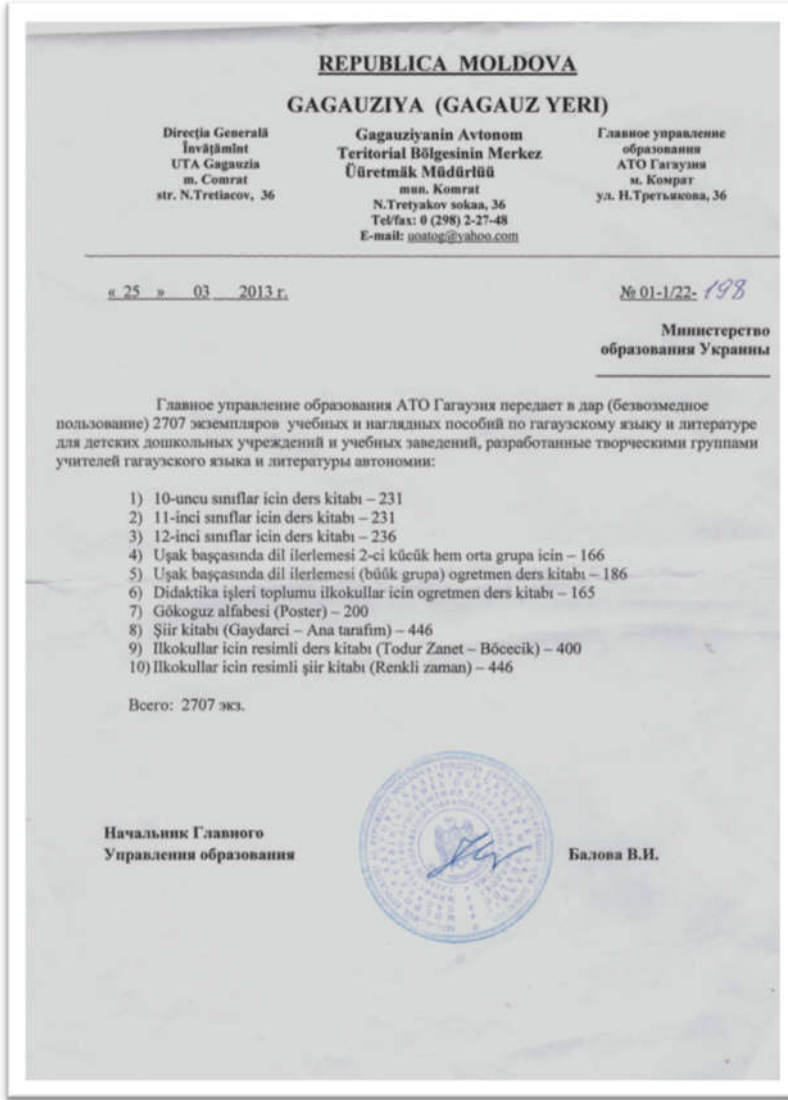 REPUBLICA MOLDOVA
GAGAUZIYA (GAGAUZ YERI)
Direcţia Generală
Învăţămînt
UTA Gagauzia
m. Comrat
str. N.Tretiacov, 36
Gagauziyanin Avtonom
Teritorial Bölgesinin Merkez
Üüretmäk Müdürlüü
mun. Komrat
N.Tretyakov sokaa, 36
Tel/fax: 0 (298) 2-27-48
E-mail: uoatog@yahoo.com
Главное управление
образования
АТО Гагаузия
м. Комрат
ул. Н.Третьякова, 36
« 25 » 03 2013 г.
№ 01-1/22- 198
Министерство
образования Украины
Главное управление образования АТО Гагаузия передает в дар (безвозмедное
пользование) 2707 экземпляров учебных и наглядных пособий по гагаузскому языку и литературе
для детских дошкольных учреждений и учебных заведений, разработанные творческими группами
учителей гагаузского языка и литературы автономии:
1) 10-uncu sınıflar icin ders kitabı – 231
2) 11-inci sınıflar icin ders kitabı – 231
3) 12-inci sınıflar icin ders kitabı – 236
4) Uşak başçasında dil ilerlemesi 2-ci kücük hem orta grupa icin – 166
5) Uşak başçasında dil ilerlemesi (büük grupa) ogretmen ders kitabı – 186
6) Didaktika işleri toplumu ilkokullar icin ogretmen ders kitabı – 165
7) Gökoguz alfabesi (Poster) – 200
8) Şiir kitabı (Gaydarci – Ana tarafim) – 446
9) Ilkokullar icin resimli ders kitabı (Todur Zanet – Böcecik) – 400
10) Ilkokullar icin resimli şiir kitabı (Renkli zaman) – 446
Всего: 2707 экз.
Начальник Главного
Управления образования
Балова В.И.